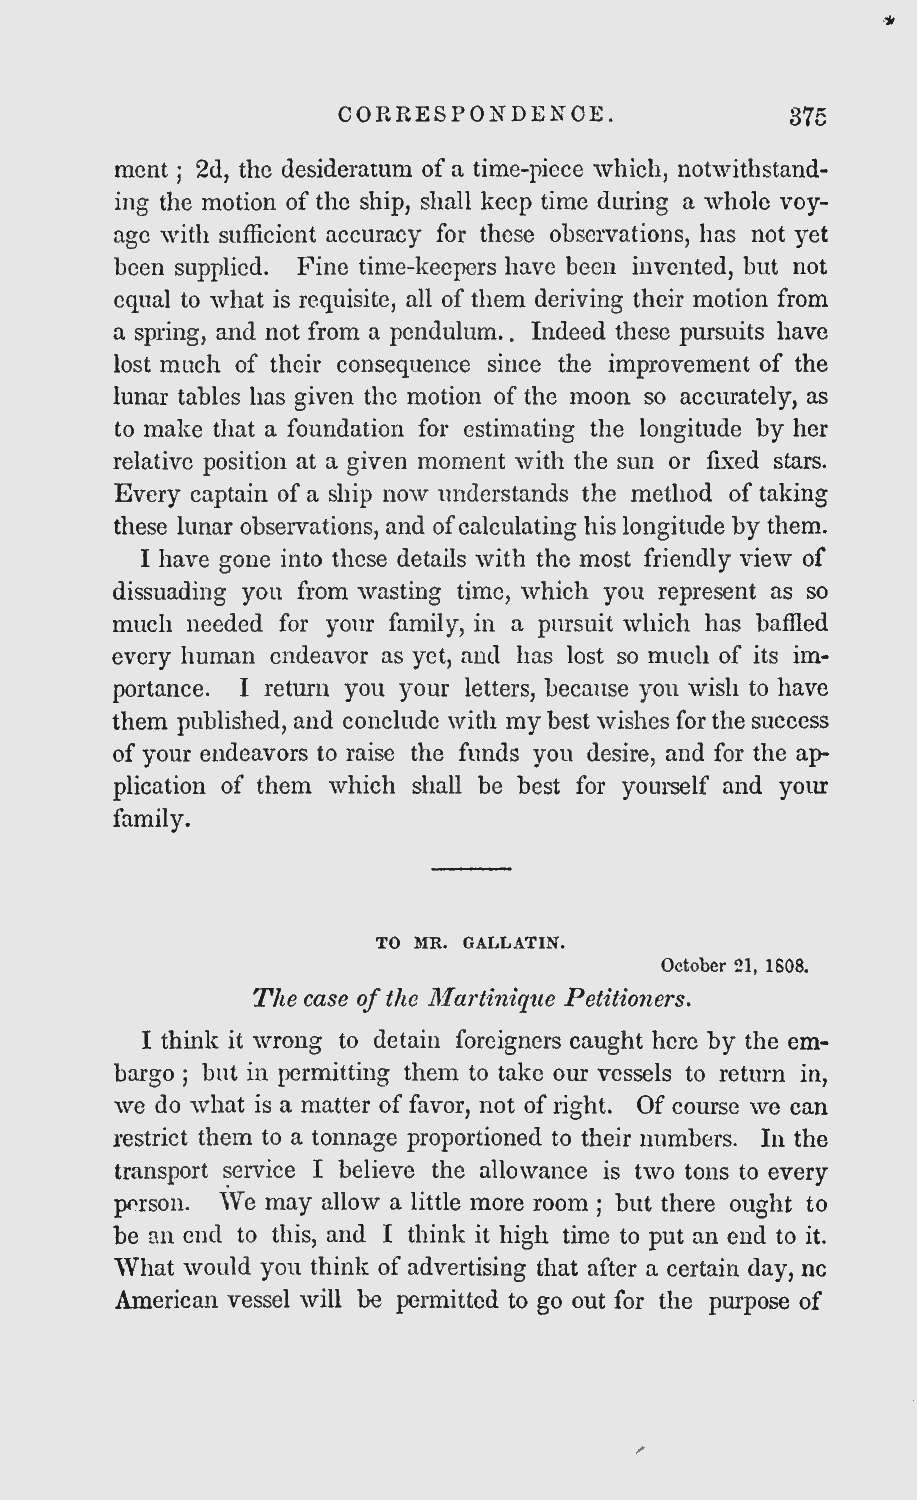 CORRESPONDENCE. 375
ment ; 2d, the desideratum of a time-piece which, notwithstand-
ing the motion of the ship, shall keep time during a whole voy-
age with sufficient accuracy for these observations, has not yet
been supplied. Fine time-keepers have been invented, but not
equal to what is requisite, all of them deriving their motion from
a spring, and not from a pendulum. . Indeed these pursuits have
lost much of their consequence since the improvement of the
lunar tables has given the motion of the moon so accurately, as
to make that a foundation for estimating the longitude by her
relative position at a given moment with the sun or fixed stars.
Every captain of a ship now understands the method of taking
these lunar observations, and of calculating his longitude by them.
I have gone into these details with the most friendly view of
dissuading you from wasting time, which you represent as so
much needed for your family, in a pursuit which has baffled
every human endeavor as yet, and has lost so much of its im-
portance. I return you your letters, because you wish to have
them published, and conclude with my best wishes for the success
of your endeavors to raise the funds you desire, and for the ap-
plication of them which shall be best for yourself and your
family.
TO MR. GALLATIN.
October 21, 1808.
The case of the Martinique Petitioners.
I think it wrong to detain foreigners caught here by the em-
bargo ; but in permitting them to take our vessels to return in,
we do what is a matter of favor, not of right. Of course we can
restrict them to a tonnage proportioned to their numbers. In the
transport service I believe the allowance is two tons to every
person. We may allow a little more room ; but there ought to
be an end to this, and I think it high time to put an end to it.
What would you think of advertising that after a certain day, no
American vessel will be permitted to go out for the purpose of